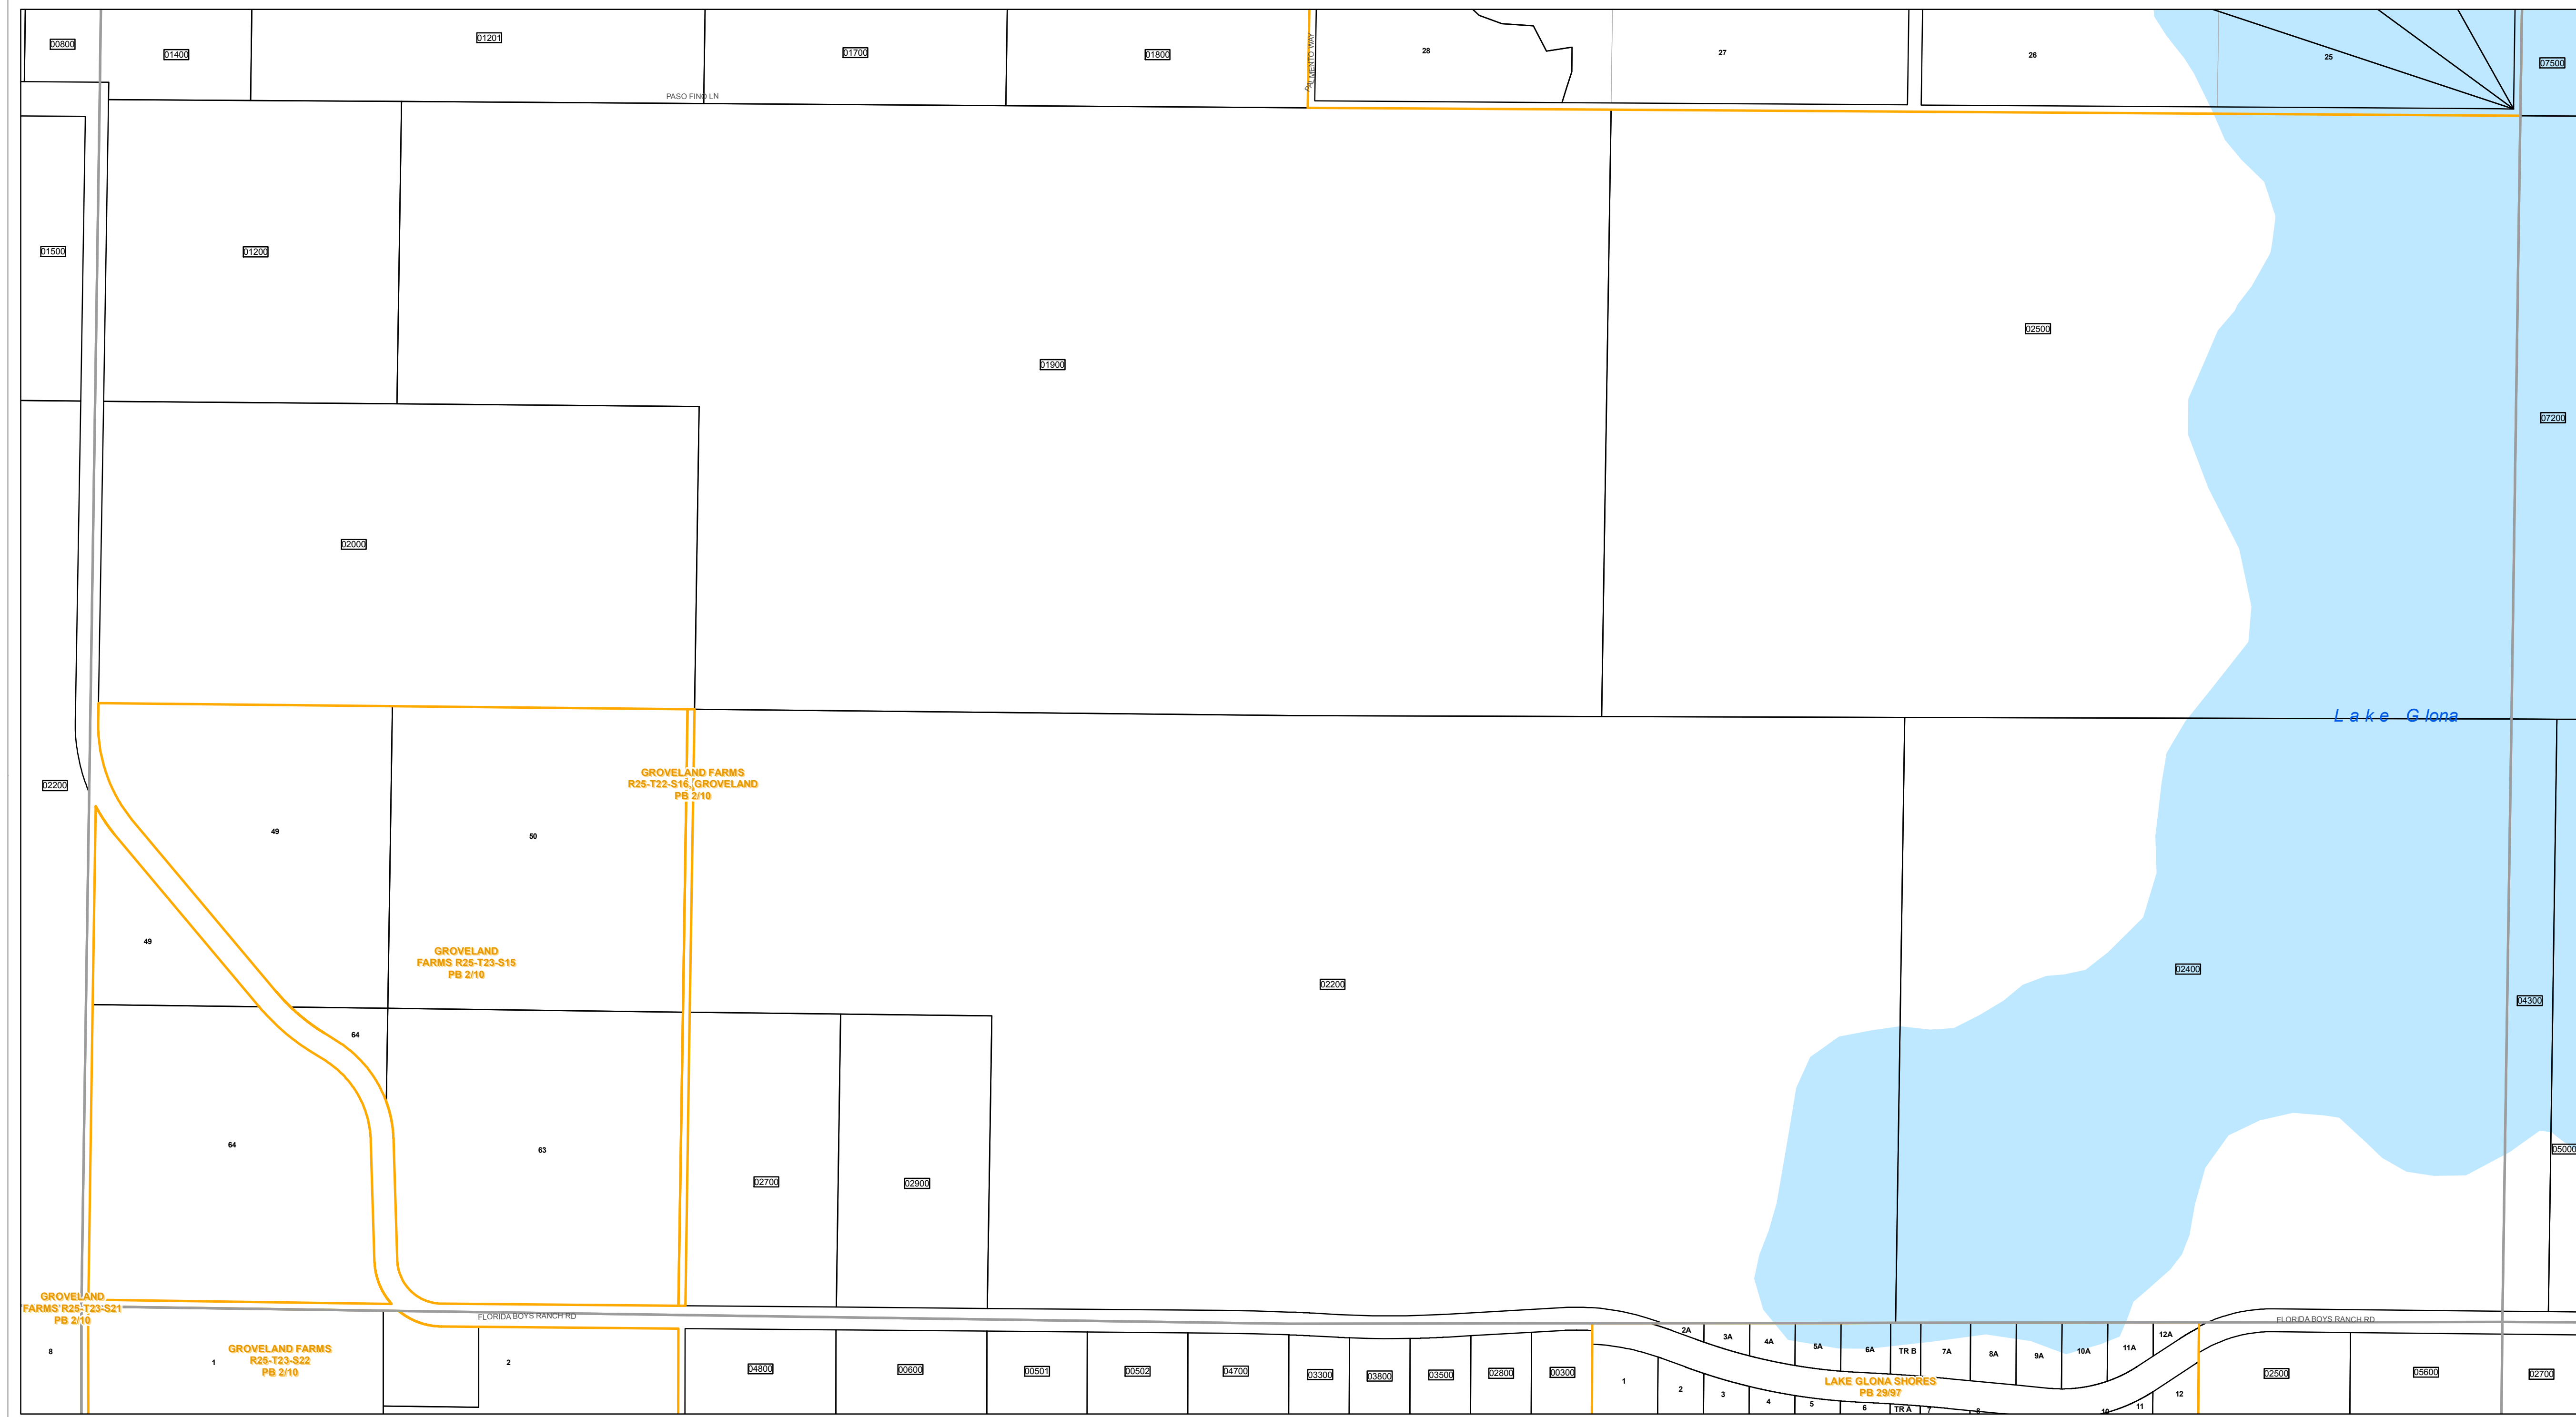 00800
01400
01201
01700
01800
PALMENTO WAY
28
27
26
25
07500
PASO FINO LN
01500
01200
01900
02500
07200
02000
Lake Glona
02200
GROVELAND FARMS
R25-T22-S16, GROVELAND
PB 2/10
49
50
49
GROVELAND
FARMS R25-T23-S15
PB 2/10
02200
02400
04300
64
64
63
02700
02900
05000
GROVELAND
FARMS R25-T23-S21
PB 2/10
FLORIDA BOYS RANCH RD
FLORIDA BOYS RANCH RD
8
1
GROVELAND FARMS
R25-T23-S22
PB 2/10
2
04800
00600
00501
00502
04700
03300
03800
03500
02800
00300
2A
3A
4A
5A
6A
TR B
7A
8A
9A
10A
11A
12A
LAKE GLONA SHORES
PB 29/97
1
2
3
4
5
6
TR A
7
8
10
11
12
02500
05600
02700